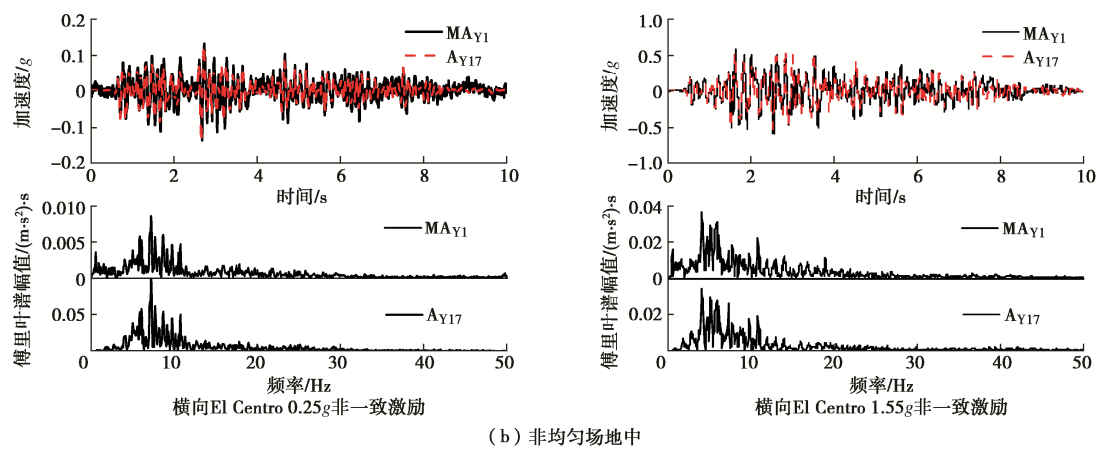 0.2
0.1
0
−0.1
−0.2
加速度/g
MAY1
AY17
0 2 4 6 8 10
时间/s
0.010
0.005
0
0.05
傅里叶谱幅值/(m·s²)·s
MAY1
AY17
0 10 20 30 40 50
频率/Hz
横向El Centro 0.25g非一致激励
1.0
0.5
0
−0.5
−1.0
加速度/g
MAY1
AY17
0 2 4 6 8 10
时间/s
0.04
0.02
0
0.02
傅里叶谱幅值/(m·s²)·s
MAY1
AY17
0 10 20 30 40 50
频率/Hz
横向El Centro 1.55g非一致激励
（b）非均匀场地中